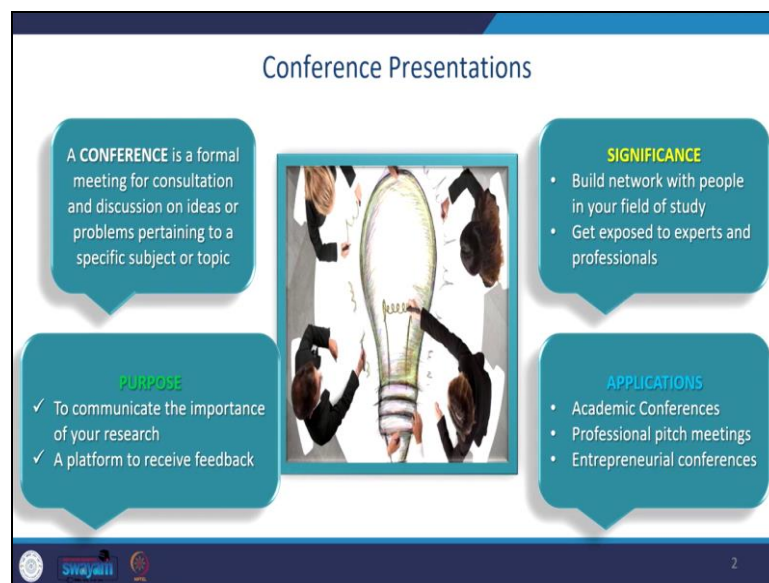 Conference Presentations
A CONFERENCE is a formal
meeting for consultation
and discussion on ideas or
problems pertaining to a
specific subject or topic
PURPOSE
✓ To communicate the importance
of your research
✓ A platform to receive feedback
SIGNIFICANCE
• Build network with people
in your field of study
• Get exposed to experts and
professionals
APPLICATIONS
• Academic Conferences
• Professional pitch meetings
• Entrepreneurial conferences
swayam
NPTEL
2